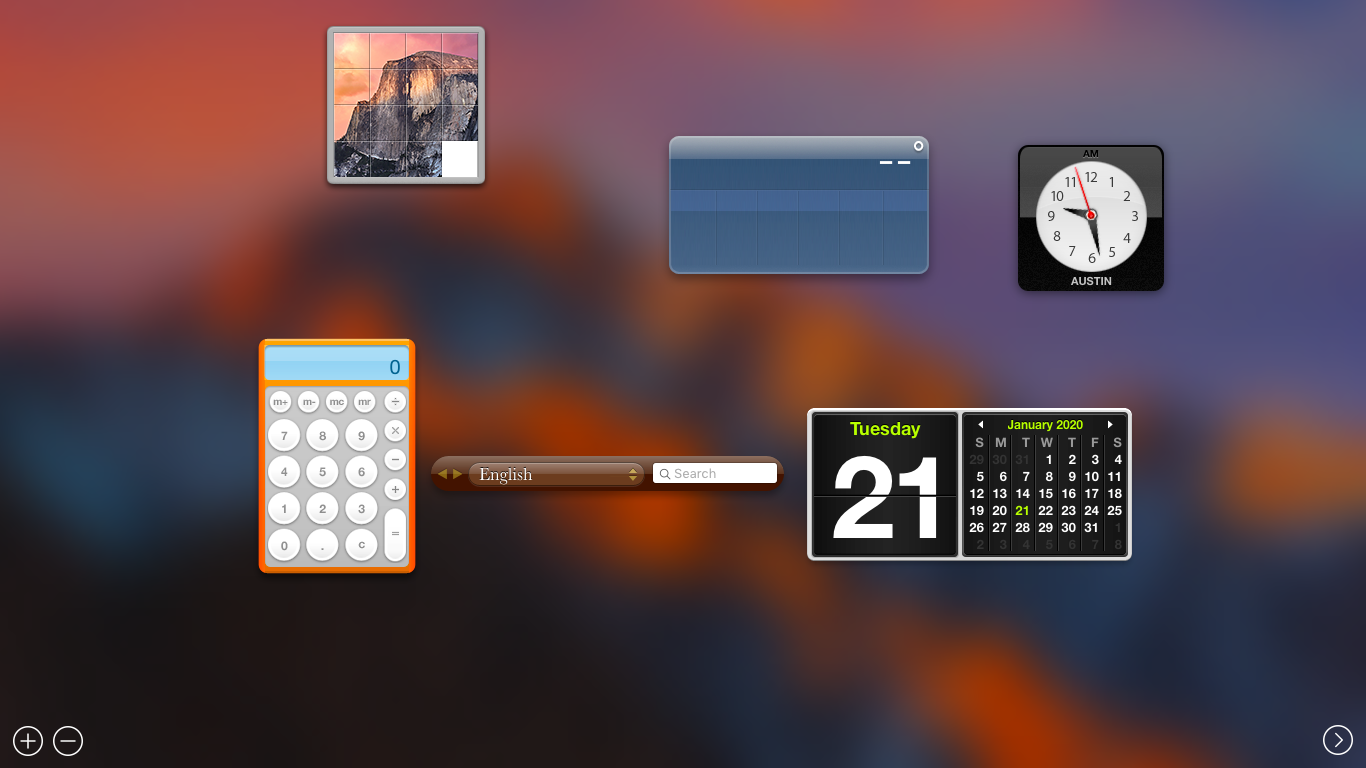 AM
11 12 1
10 2
9 3
8 4
7 6 5
AUSTIN
0
m+ m- mc mr ÷
7 8 9 ×
4 5 6 −
1 2 3 +
0 . c =
English
Search
Tuesday
21
January 2020
S M T W T F S
29 30 31 1 2 3 4
5 6 7 8 9 10 11
12 13 14 15 16 17 18
19 20 21 22 23 24 25
26 27 28 29 30 31 1
2 3 4 5 6 7 8